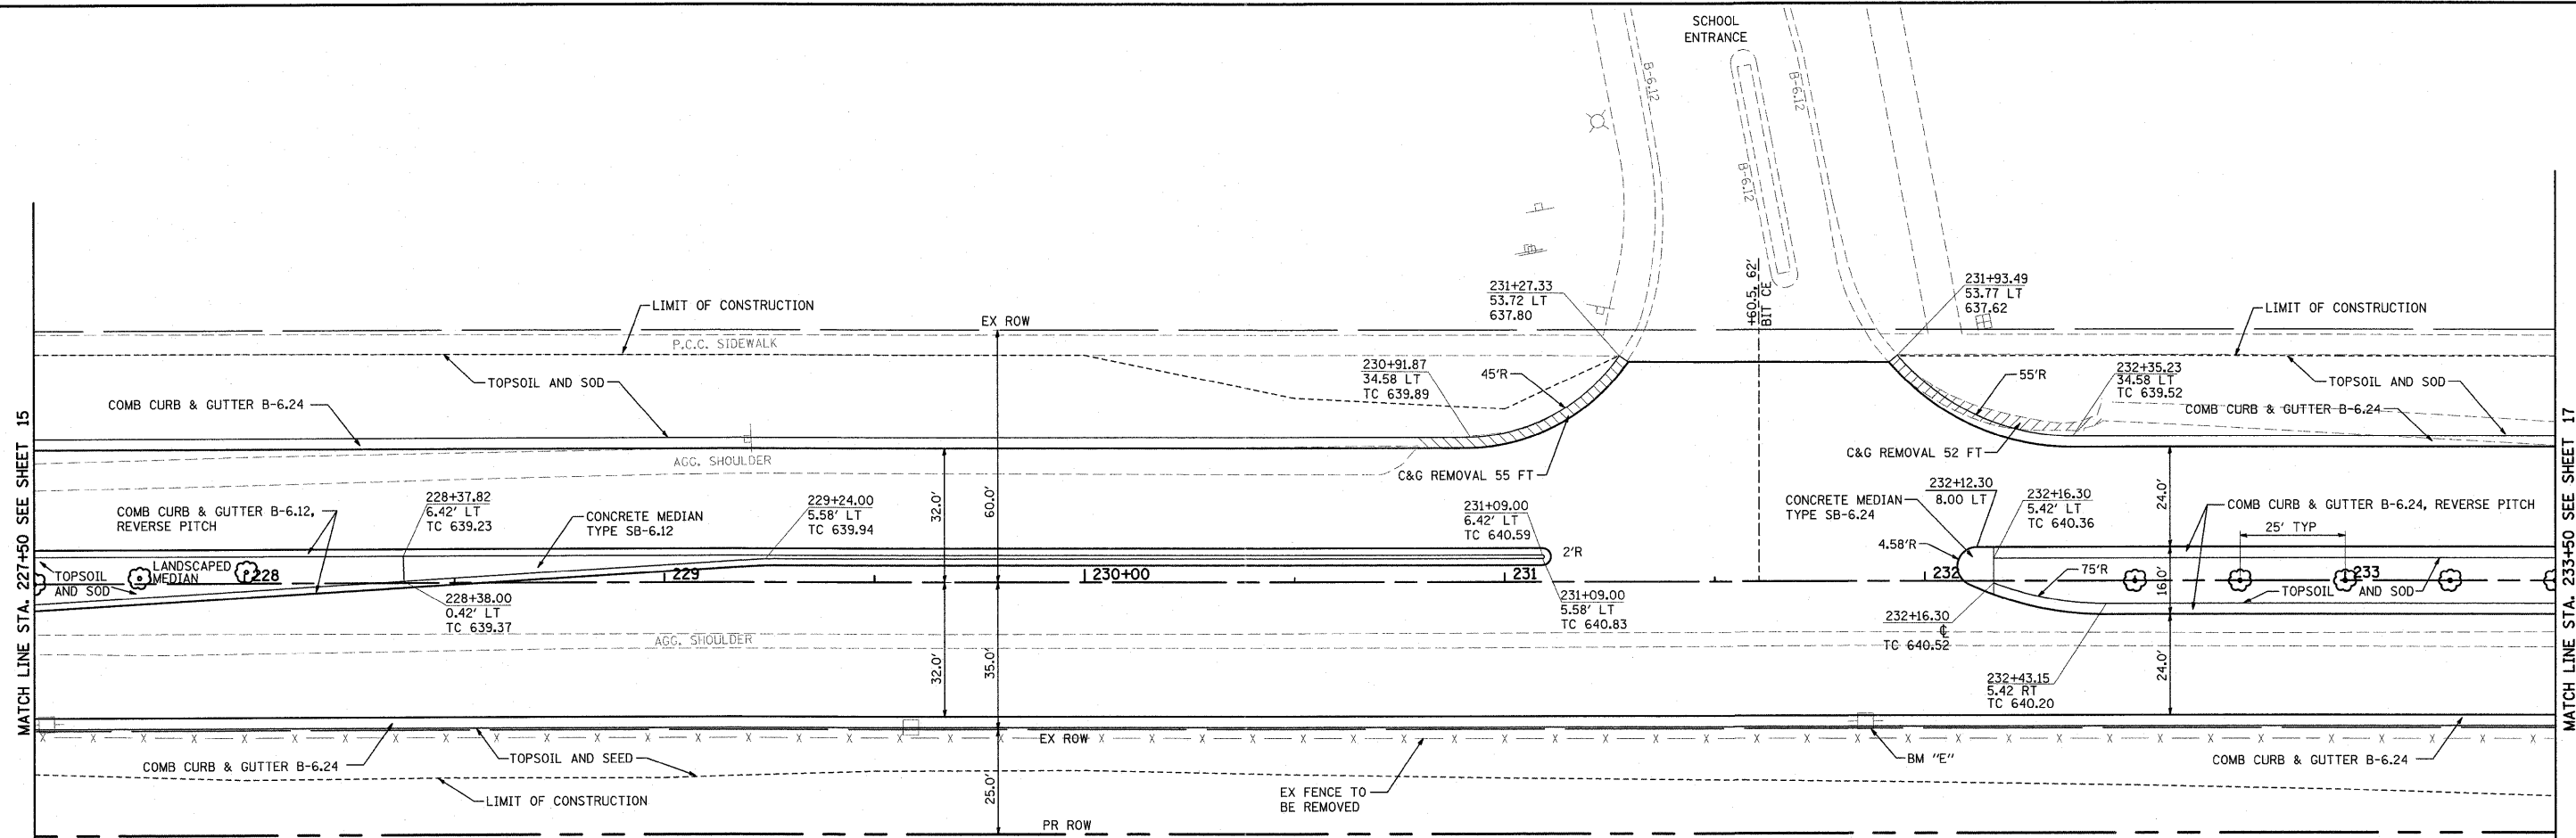 SCHOOL
ENTRANCE
B-6.12
B-6.12
B-6.12
LIMIT OF CONSTRUCTION
EX ROW
P.C.C. SIDEWALK
TOPSOIL AND SOD
COMB CURB & GUTTER B-6.24
AGG. SHOULDER
231+27.33
53.72 LT
637.80
230+91.87
34.58 LT
TC 639.89
45'R
C&G REMOVAL 55 FT
+60.5, 62'
BIT CE
231+93.49
53.77 LT
637.62
LIMIT OF CONSTRUCTION
55'R
232+35.23
34.58 LT
TC 639.52
TOPSOIL AND SOD
COMB CURB & GUTTER B-6.24
C&G REMOVAL 52 FT
MATCH LINE STA. 227+50 SEE SHEET 15
COMB CURB & GUTTER B-6.12,
REVERSE PITCH
228+37.82
6.42' LT
TC 639.23
CONCRETE MEDIAN
TYPE SB-6.12
229+24.00
5.58' LT
TC 639.94
32.0'
60.0'
231+09.00
6.42' LT
TC 640.59
2'R
CONCRETE MEDIAN
TYPE SB-6.24
232+12.30
8.00 LT
232+16.30
5.42' LT
TC 640.36
24.0'
COMB CURB & GUTTER B-6.24, REVERSE PITCH
25' TYP
4.58'R
75'R
16.0'
TOPSOIL
AND SOD
LANDSCAPED
MEDIAN
228
229
230+00
231
232
233
228+38.00
0.42' LT
TC 639.37
231+09.00
5.58' LT
TC 640.83
TOPSOIL AND SOD
232+16.30
℄
TC 640.52
AGG. SHOULDER
32.0'
35.0'
24.0'
232+43.15
5.42 RT
TC 640.20
MATCH LINE STA. 233+50 SEE SHEET 17
EX ROW
COMB CURB & GUTTER B-6.24
TOPSOIL AND SEED
LIMIT OF CONSTRUCTION
25.0'
EX FENCE TO
BE REMOVED
BM "E"
COMB CURB & GUTTER B-6.24
PR ROW